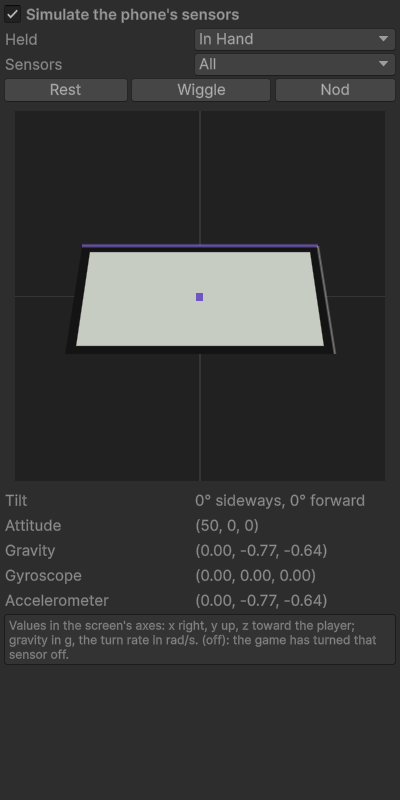 Simulate the phone's sensors
Held In Hand
Sensors All
Rest Wiggle Nod
Tilt 0° sideways, 0° forward
Attitude (50, 0, 0)
Gravity (0.00, -0.77, -0.64)
Gyroscope (0.00, 0.00, 0.00)
Accelerometer (0.00, -0.77, -0.64)
Values in the screen's axes: x right, y up, z toward the player;
gravity in g, the turn rate in rad/s. (off): the game has turned that
sensor off.